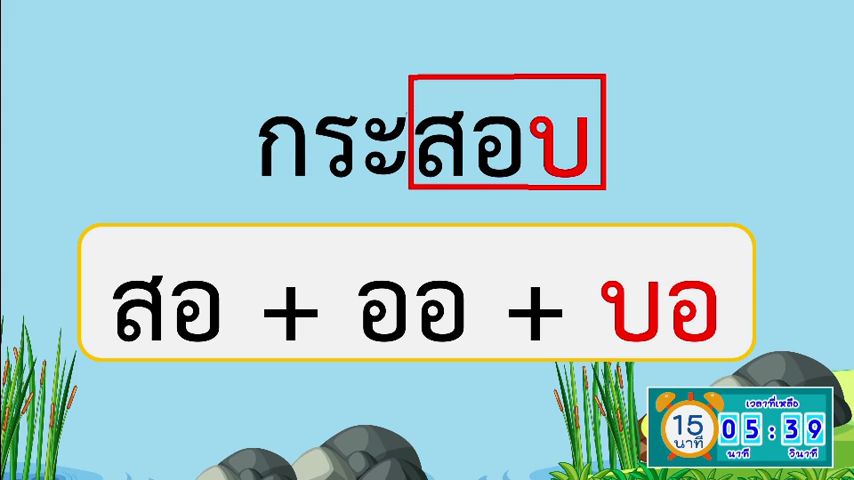 กระสอบ
สอ + ออ + บอ
เวลาที่เหลือ
15 นาที
05 : 39
นาที วินาที